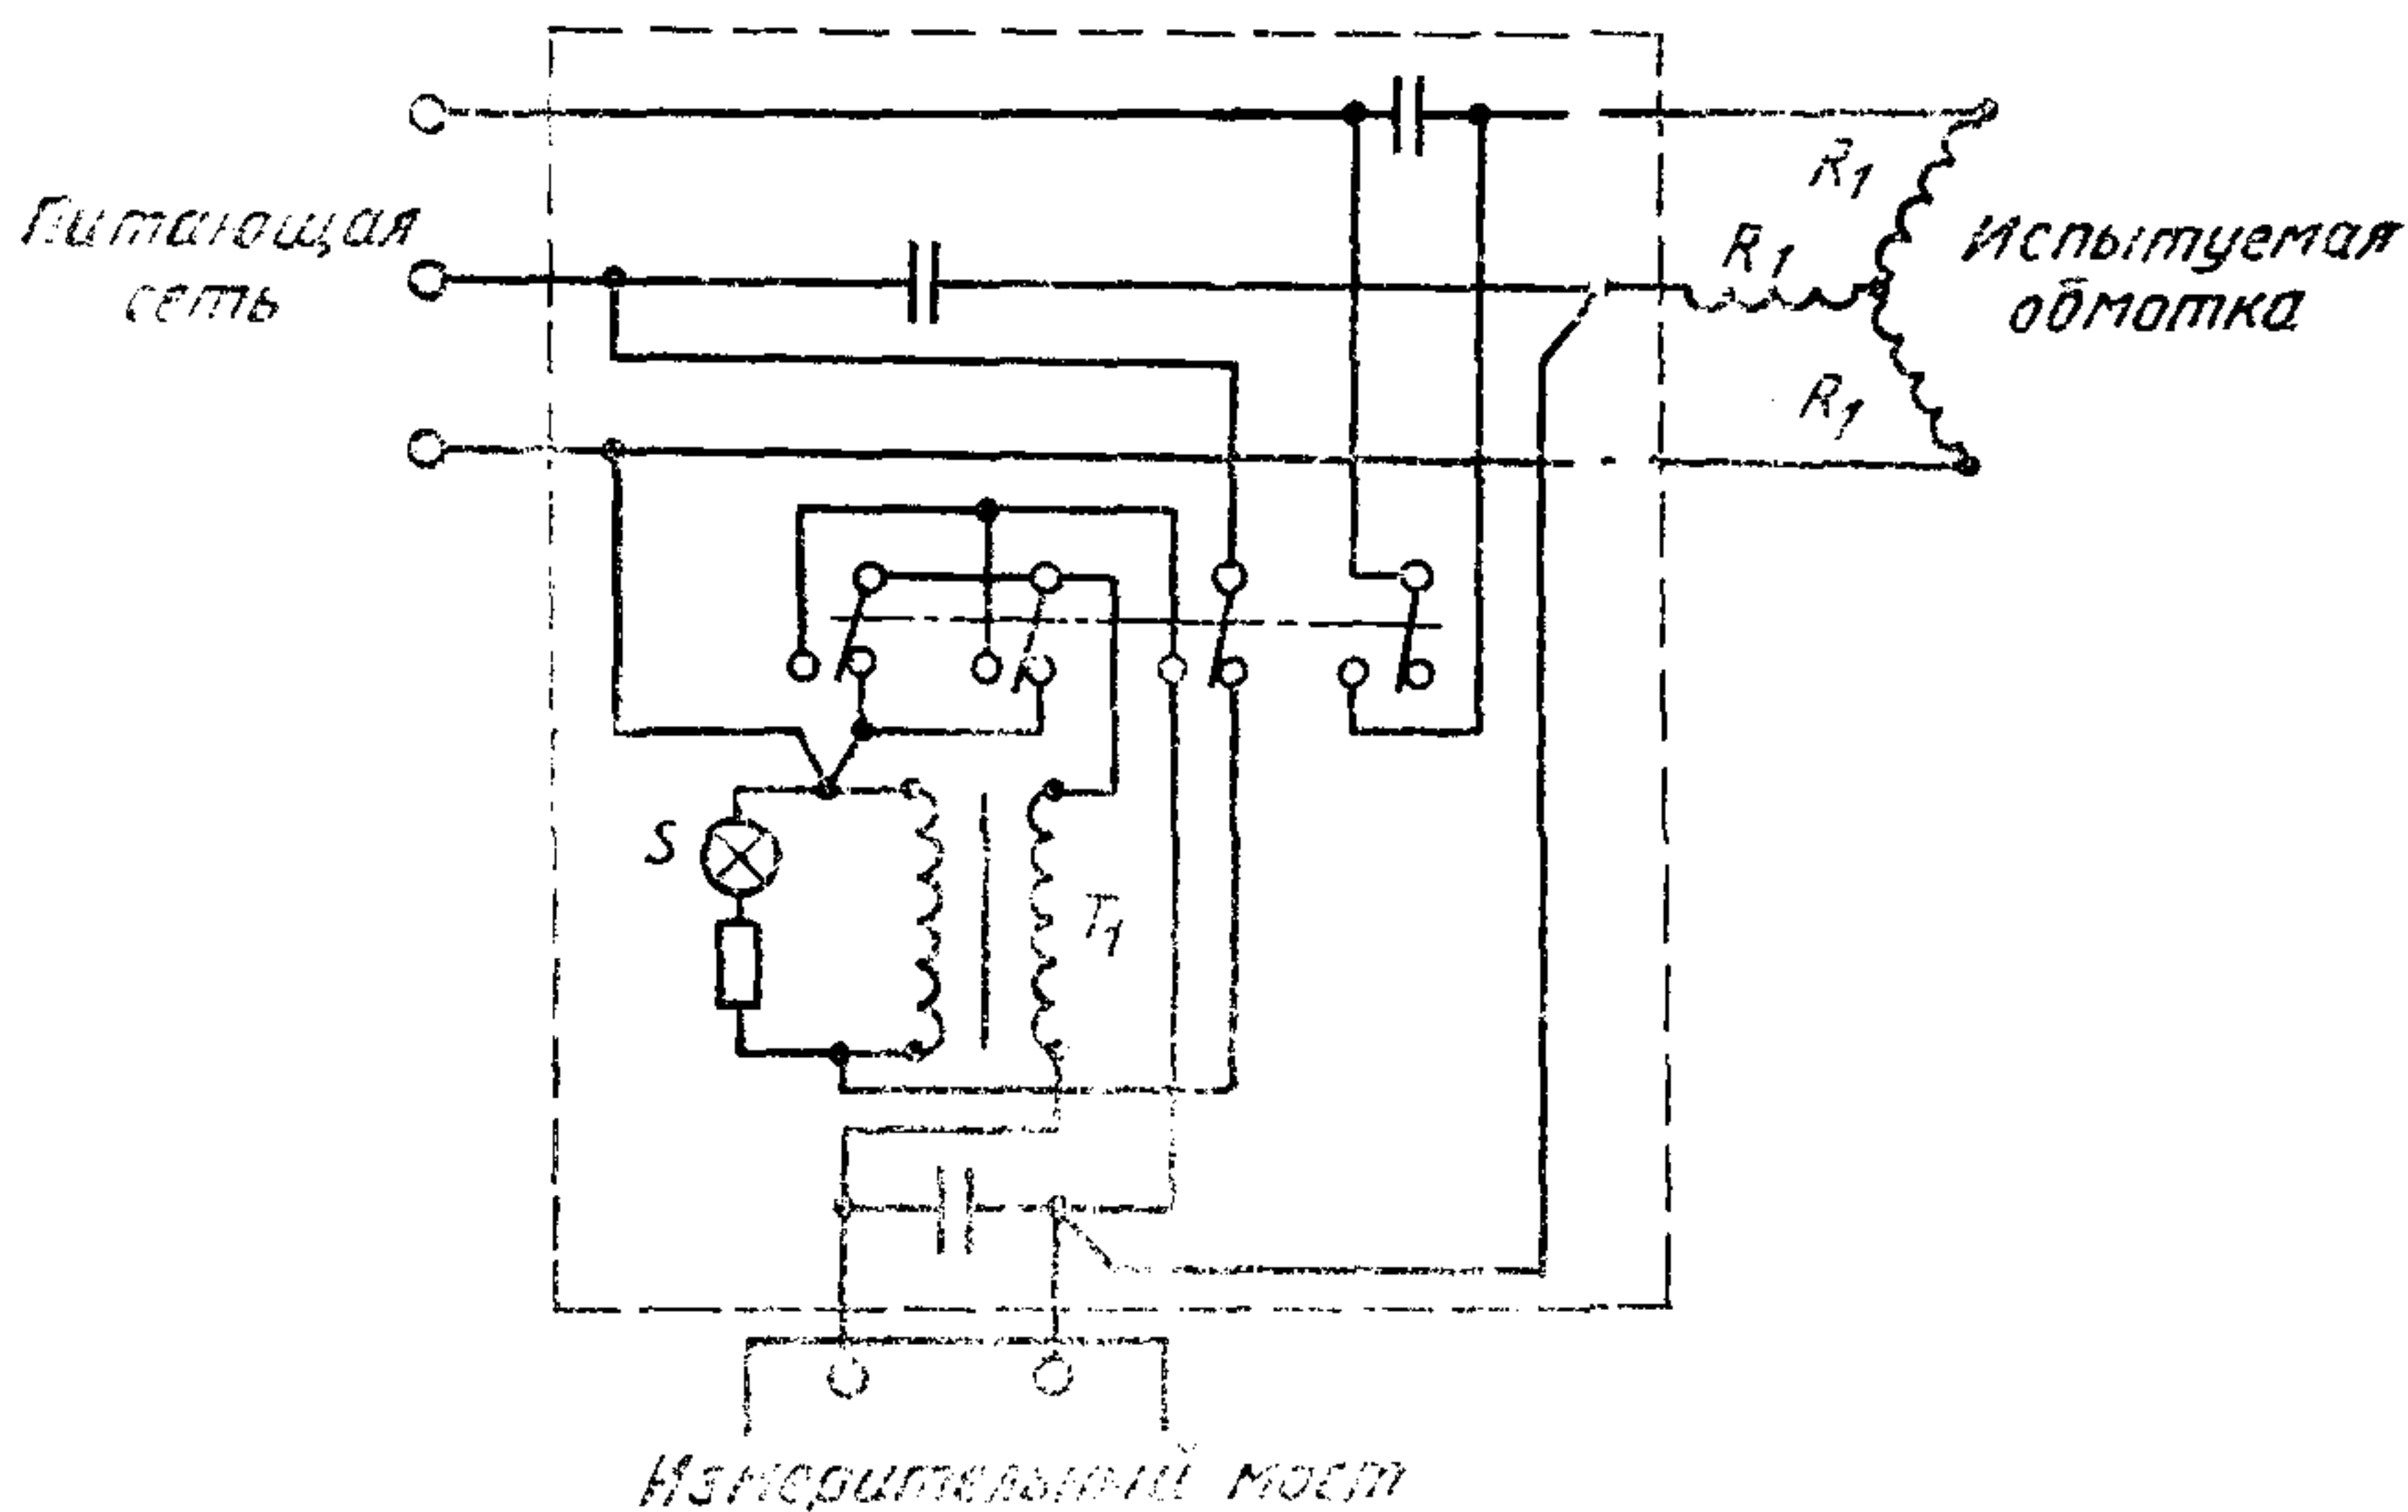 Питающая
сеть
R1
R1
Испытуемая
обмотка
R1
S
T1
Измерительный мост